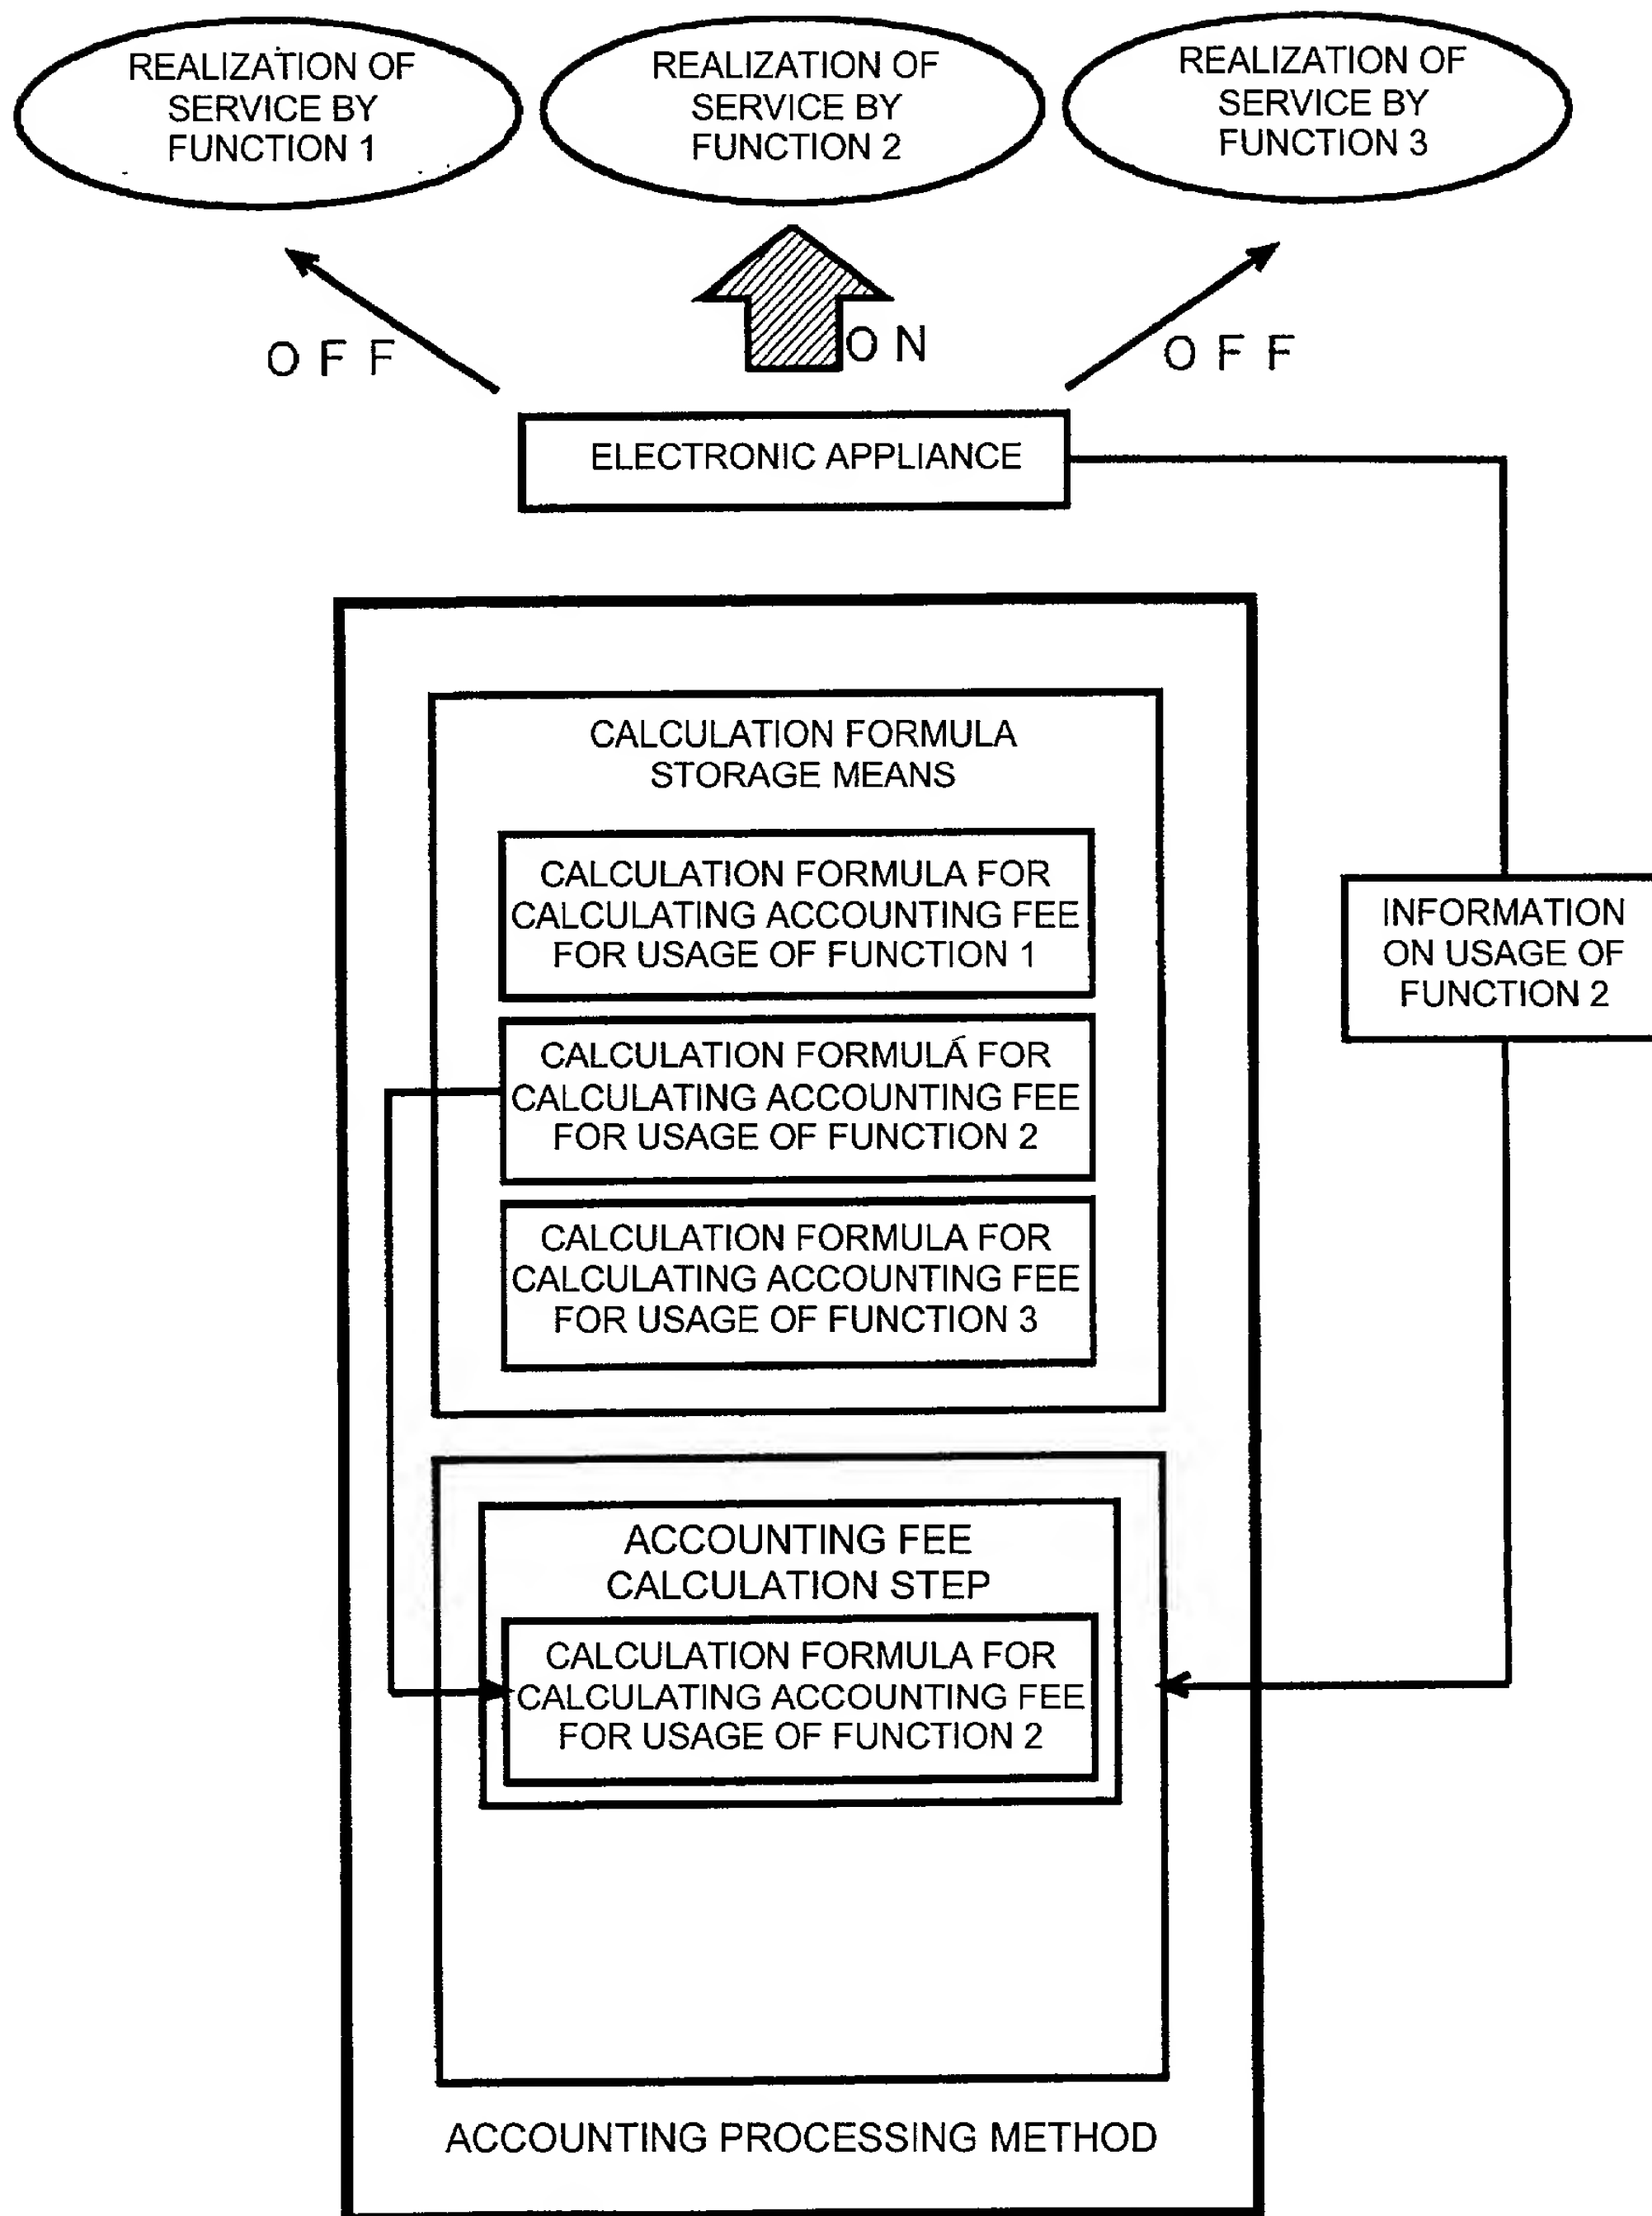 REALIZATION OF
SERVICE BY
FUNCTION 1
REALIZATION OF
SERVICE BY
FUNCTION 2
REALIZATION OF
SERVICE BY
FUNCTION 3
OFF
ON
OFF
ELECTRONIC APPLIANCE
CALCULATION FORMULA
STORAGE MEANS
CALCULATION FORMULA FOR
CALCULATING ACCOUNTING FEE
FOR USAGE OF FUNCTION 1
CALCULATION FORMULA FOR
CALCULATING ACCOUNTING FEE
FOR USAGE OF FUNCTION 2
CALCULATION FORMULA FOR
CALCULATING ACCOUNTING FEE
FOR USAGE OF FUNCTION 3
INFORMATION
ON USAGE OF
FUNCTION 2
ACCOUNTING FEE
CALCULATION STEP
CALCULATION FORMULA FOR
CALCULATING ACCOUNTING FEE
FOR USAGE OF FUNCTION 2
ACCOUNTING PROCESSING METHOD